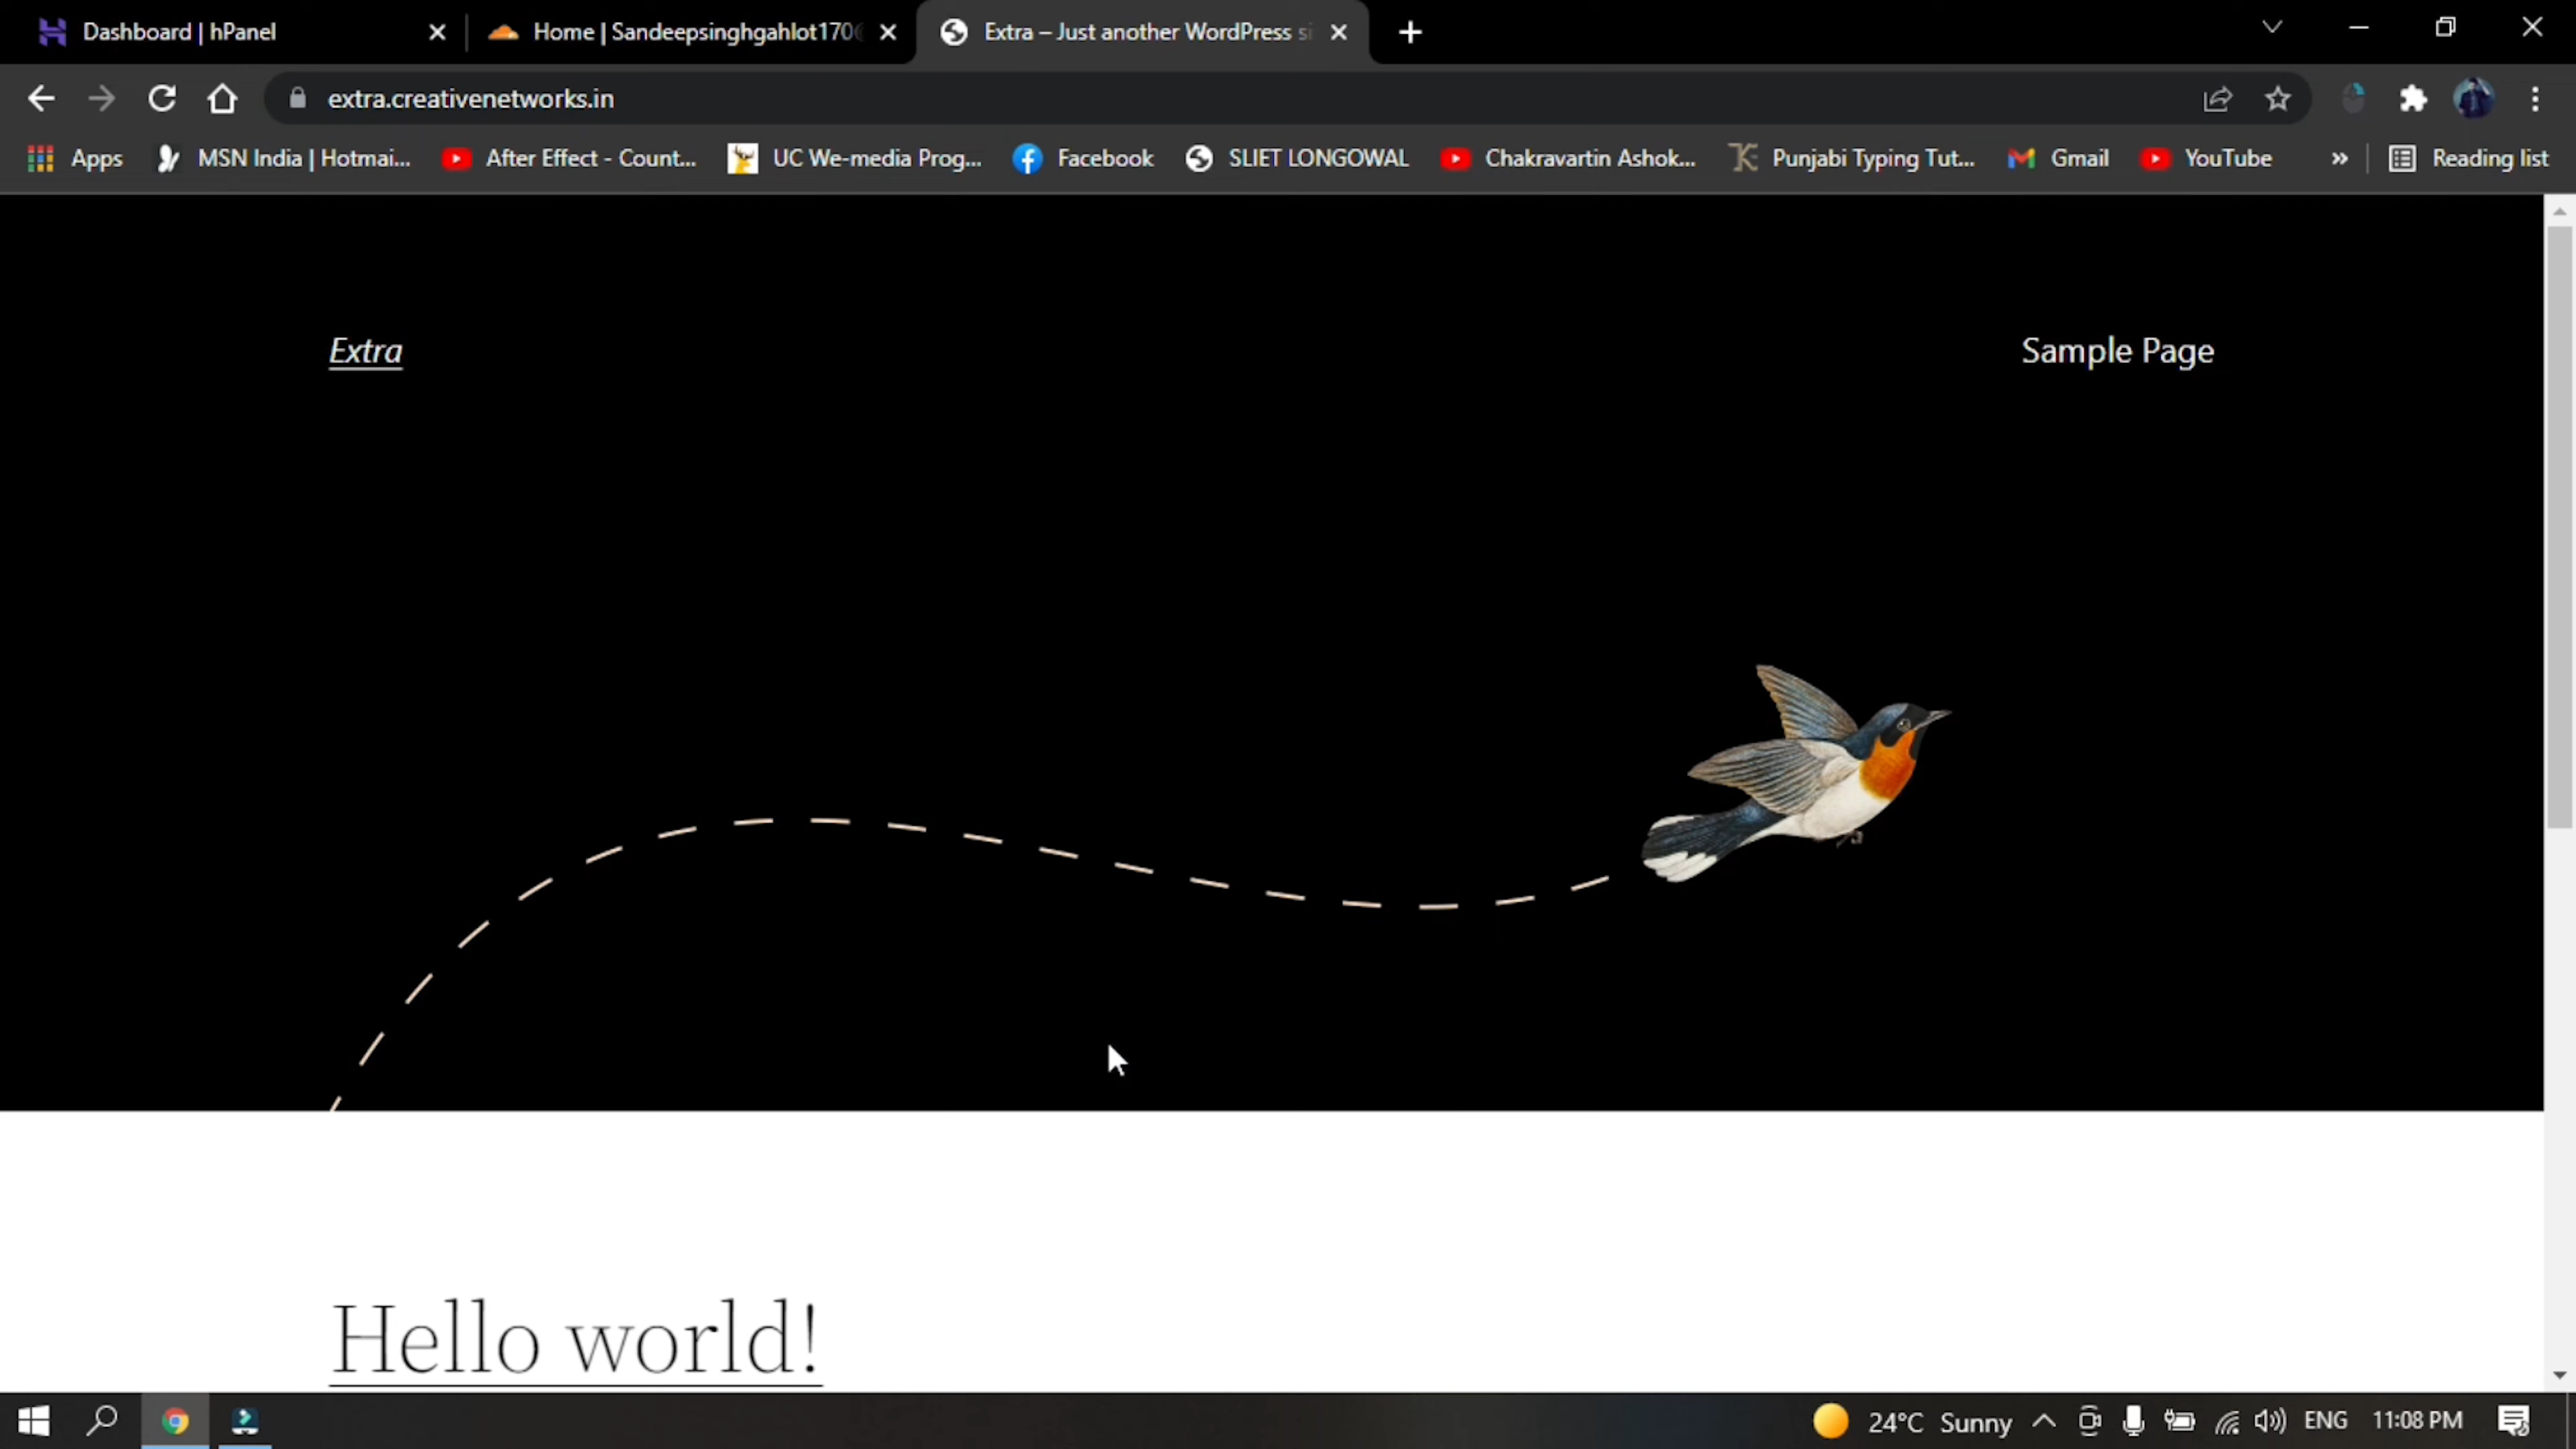 Dashboard | hPanel
Home | Sandeepsinghgahlot170
Extra – Just another WordPress si
extra.creativenetworks.in
Apps
MSN India | Hotmai...
After Effect - Count...
UC We-media Prog...
Facebook
SLIET LONGOWAL
Chakravartin Ashok...
Punjabi Typing Tut...
Gmail
YouTube
»
Reading list
Extra
Sample Page
Hello world!
24°C Sunny
ENG
11:08 PM